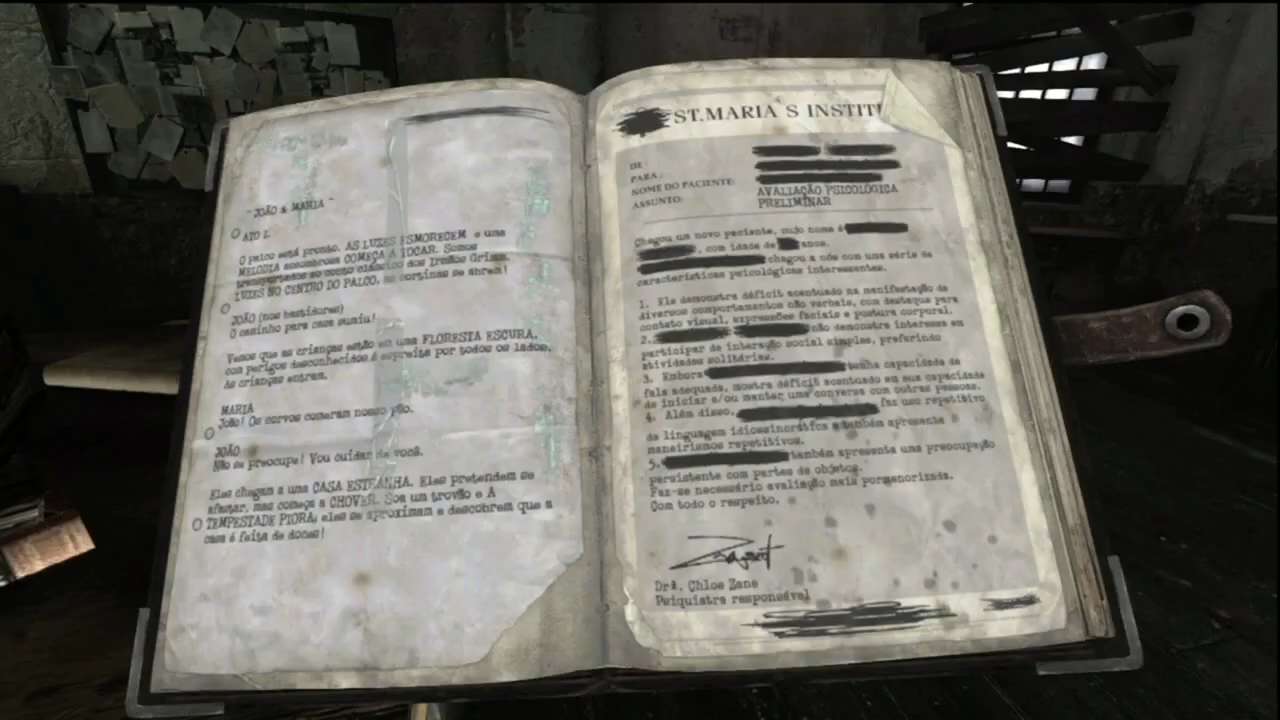 - JOÃO & MARIA -
ATO I.
O palco está pronto. AS LUZES ESMORECEM e uma
MELODIA assombrosa COMEÇA A TOCAR. Somos
transportados ao conto clássico dos Irmãos Grimm.
LUZES NO CENTRO DO PALCO, as cortinas se abrem!
JOÃO (nos bastidores)
O caminho para casa sumiu!
Vemos que as crianças estão em uma FLORESTA ESCURA,
com perigos desconhecidos à espreita por todos os lados.
As crianças entram.
MARIA
João! Os corvos comeram nosso pão.
JOÃO
Não se preocupe! Vou cuidar de você.
Eles chegam a uma CASA ESTRANHA. Eles pretendem se
afastar, mas começa a CHOVER. Soa um trovão e A
TEMPESTADE PIORA; eles se aproximam e descobrem que a
casa é feita de doces!
ST.MARIA'S INSTIT
DE:
PARA:
NOME DO PACIENTE:
ASSUNTO: AVALIAÇÃO PSICOLÓGICA
PRELIMINAR
Chegou um novo paciente, cujo nome é
, com idade de anos.
chegou a nós com uma série de
características psicológicas interessantes.
1. Ele demonstra déficit acentuado na manifestação de
diversos comportamentos não verbais, com destaque para
contato visual, expressões faciais e postura corporal.
2. não demonstra interesse em
participar de interação social simples, preferindo
atividades solitárias.
3. Embora tenha capacidade de
fala adequada, mostra déficit acentuado em sua capacidade
de iniciar e/ou manter uma conversa com outras pessoas.
4. Além disso, faz uso repetitivo
de linguagem idiossincrática e também apresenta
maneirismos repetitivos.
5. também apresenta uma preocupação
persistente com partes de objetos.
Faz-se necessário avaliação mais pormenorizada.
Com todo o respeito.
Drª. Chloe Zane
Psiquiatra responsável